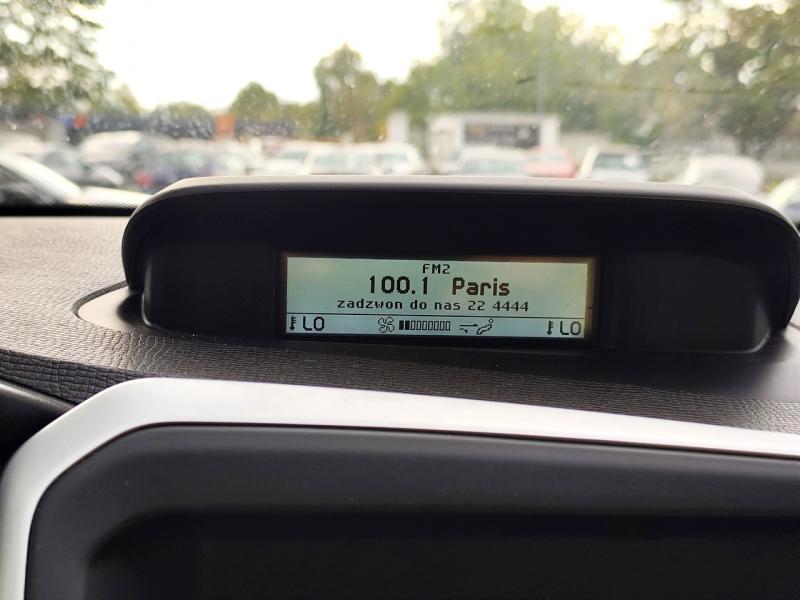 FM2
100.1 Paris
zadzwon do nas 22 4444
LO LO